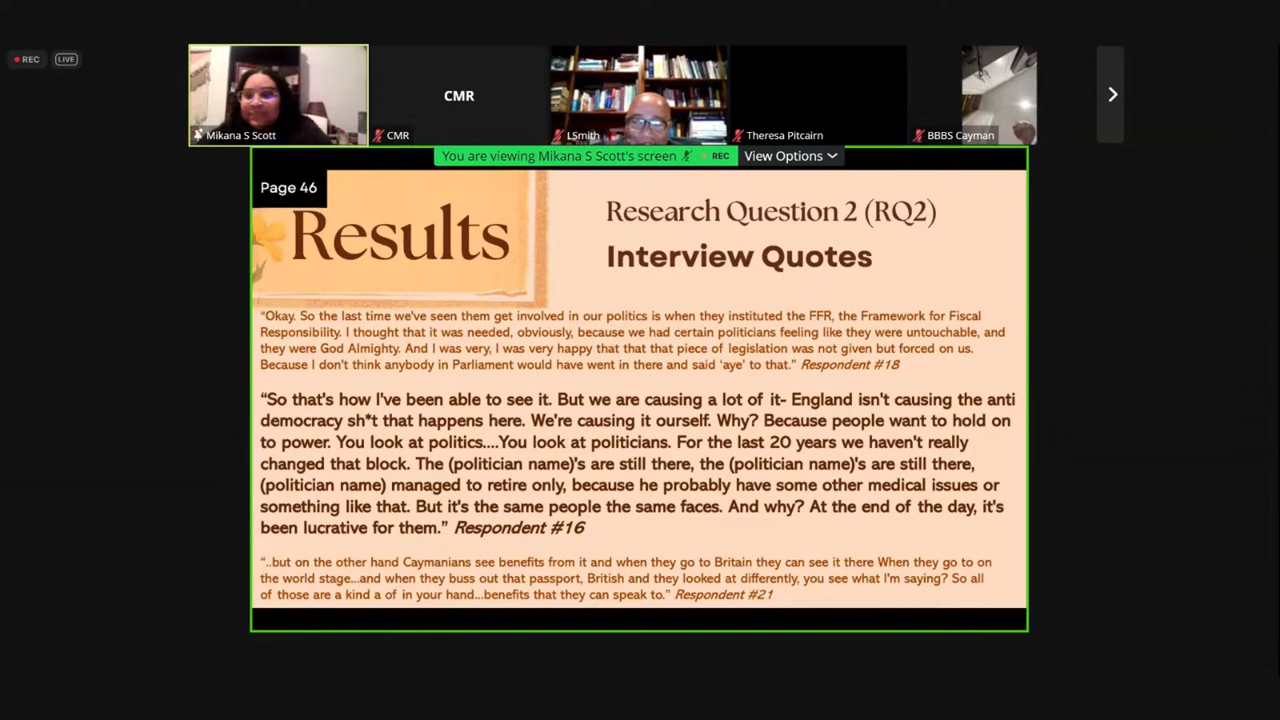 REC
LIVE
CMR
Mikana S Scott
CMR
LSmith
Theresa Pitcairn
BBBS Cayman
You are viewing Mikana S Scott's screen
REC
View Options
Page 46
Results
Research Question 2 (RQ2)
Interview Quotes
“Okay. So the last time we've seen them get involved in our politics is when they instituted the FFR, the Framework for Fiscal
Responsibility. I thought that it was needed, obviously, because we had certain politicians feeling like they were untouchable, and
they were God Almighty. And I was very, I was very happy that that that piece of legislation was not given but forced on us.
Because I don't think anybody in Parliament would have went in there and said ‘aye’ to that.” Respondent #18
“So that's how I've been able to see it. But we are causing a lot of it- England isn't causing the anti
democracy sh*t that happens here. We're causing it ourself. Why? Because people want to hold on
to power. You look at politics....You look at politicians. For the last 20 years we haven't really
changed that block. The (politician name)'s are still there, the (politician name)'s are still there,
(politician name) managed to retire only, because he probably have some other medical issues or
something like that. But it's the same people the same faces. And why? At the end of the day, it's
been lucrative for them.” Respondent #16
“..but on the other hand Caymanians see benefits from it and when they go to Britain they can see it there When they go to on
the world stage...and when they buss out that passport, British and they looked at differently, you see what I'm saying? So all
of those are a kind a of in your hand...benefits that they can speak to.” Respondent #21